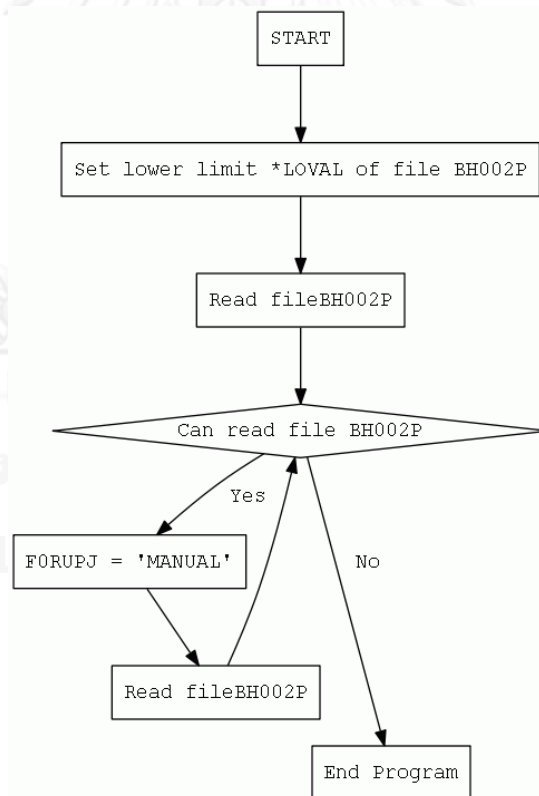 START
Set lower limit *LOVAL of file BH002P
Read fileBH002P
Can read file BH002P
Yes
F0RUPJ = 'MANUAL'
No
Read fileBH002P
End Program